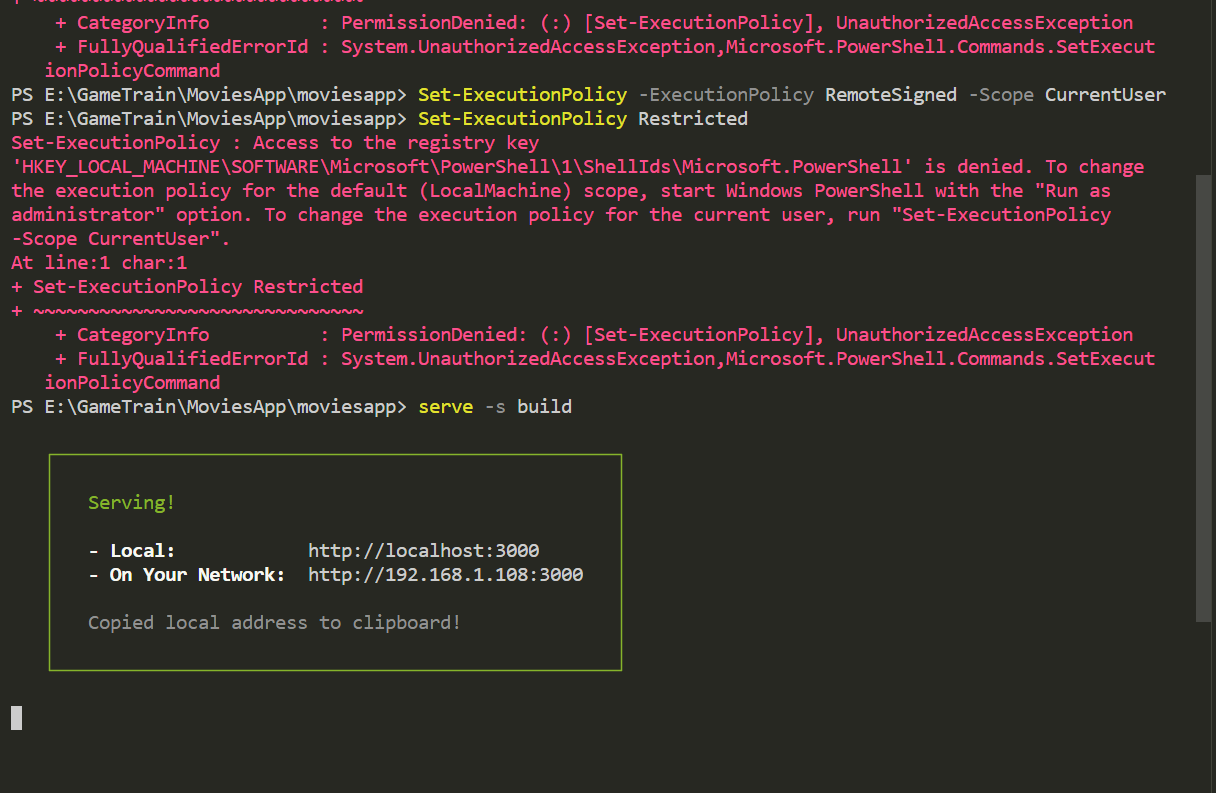 + CategoryInfo          : PermissionDenied: (:) [Set-ExecutionPolicy], UnauthorizedAccessException
+ FullyQualifiedErrorId : System.UnauthorizedAccessException,Microsoft.PowerShell.Commands.SetExecut
ionPolicyCommand
PS E:\GameTrain\MoviesApp\moviesapp> Set-ExecutionPolicy -ExecutionPolicy RemoteSigned -Scope CurrentUser
PS E:\GameTrain\MoviesApp\moviesapp> Set-ExecutionPolicy Restricted
Set-ExecutionPolicy : Access to the registry key
'HKEY_LOCAL_MACHINE\SOFTWARE\Microsoft\PowerShell\1\ShellIds\Microsoft.PowerShell' is denied. To change
the execution policy for the default (LocalMachine) scope, start Windows PowerShell with the "Run as
administrator" option. To change the execution policy for the current user, run "Set-ExecutionPolicy
-Scope CurrentUser".
At line:1 char:1
+ Set-ExecutionPolicy Restricted
+ ~~~~~~~~~~~~~~~~~~~~~~~~~~~~~~
+ CategoryInfo          : PermissionDenied: (:) [Set-ExecutionPolicy], UnauthorizedAccessException
+ FullyQualifiedErrorId : System.UnauthorizedAccessException,Microsoft.PowerShell.Commands.SetExecut
ionPolicyCommand
PS E:\GameTrain\MoviesApp\moviesapp> serve -s build
Serving!
- Local:            http://localhost:3000
- On Your Network:  http://192.168.1.108:3000
Copied local address to clipboard!